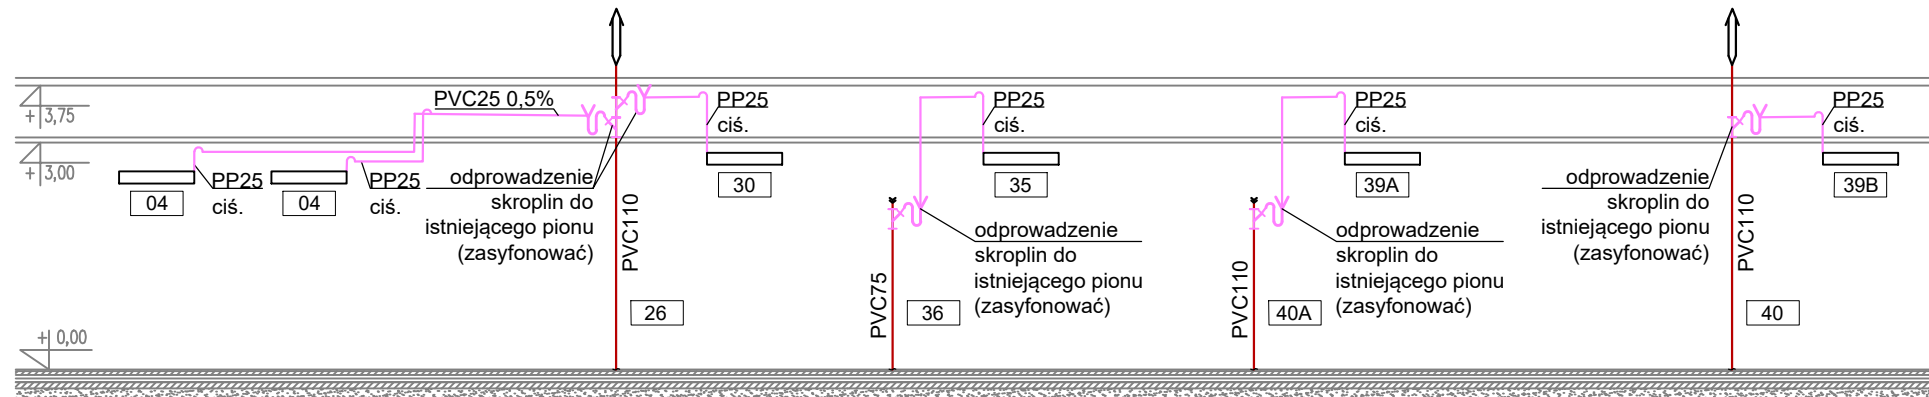 + 3,75
+ 3,00
+ 0,00
PVC25 0,5%
PP25
ciś.
04
PP25
ciś.
04
odprowadzenie
skroplin do
istniejącego pionu
(zasyfonować)
PVC110
26
PP25
ciś.
30
PVC75
36
PP25
ciś.
35
odprowadzenie
skroplin do
istniejącego pionu
(zasyfonować)
PVC110
40A
PP25
ciś.
39A
odprowadzenie
skroplin do
istniejącego pionu
(zasyfonować)
odprowadzenie
skroplin do
istniejącego pionu
(zasyfonować)
PVC110
40
PP25
ciś.
39B